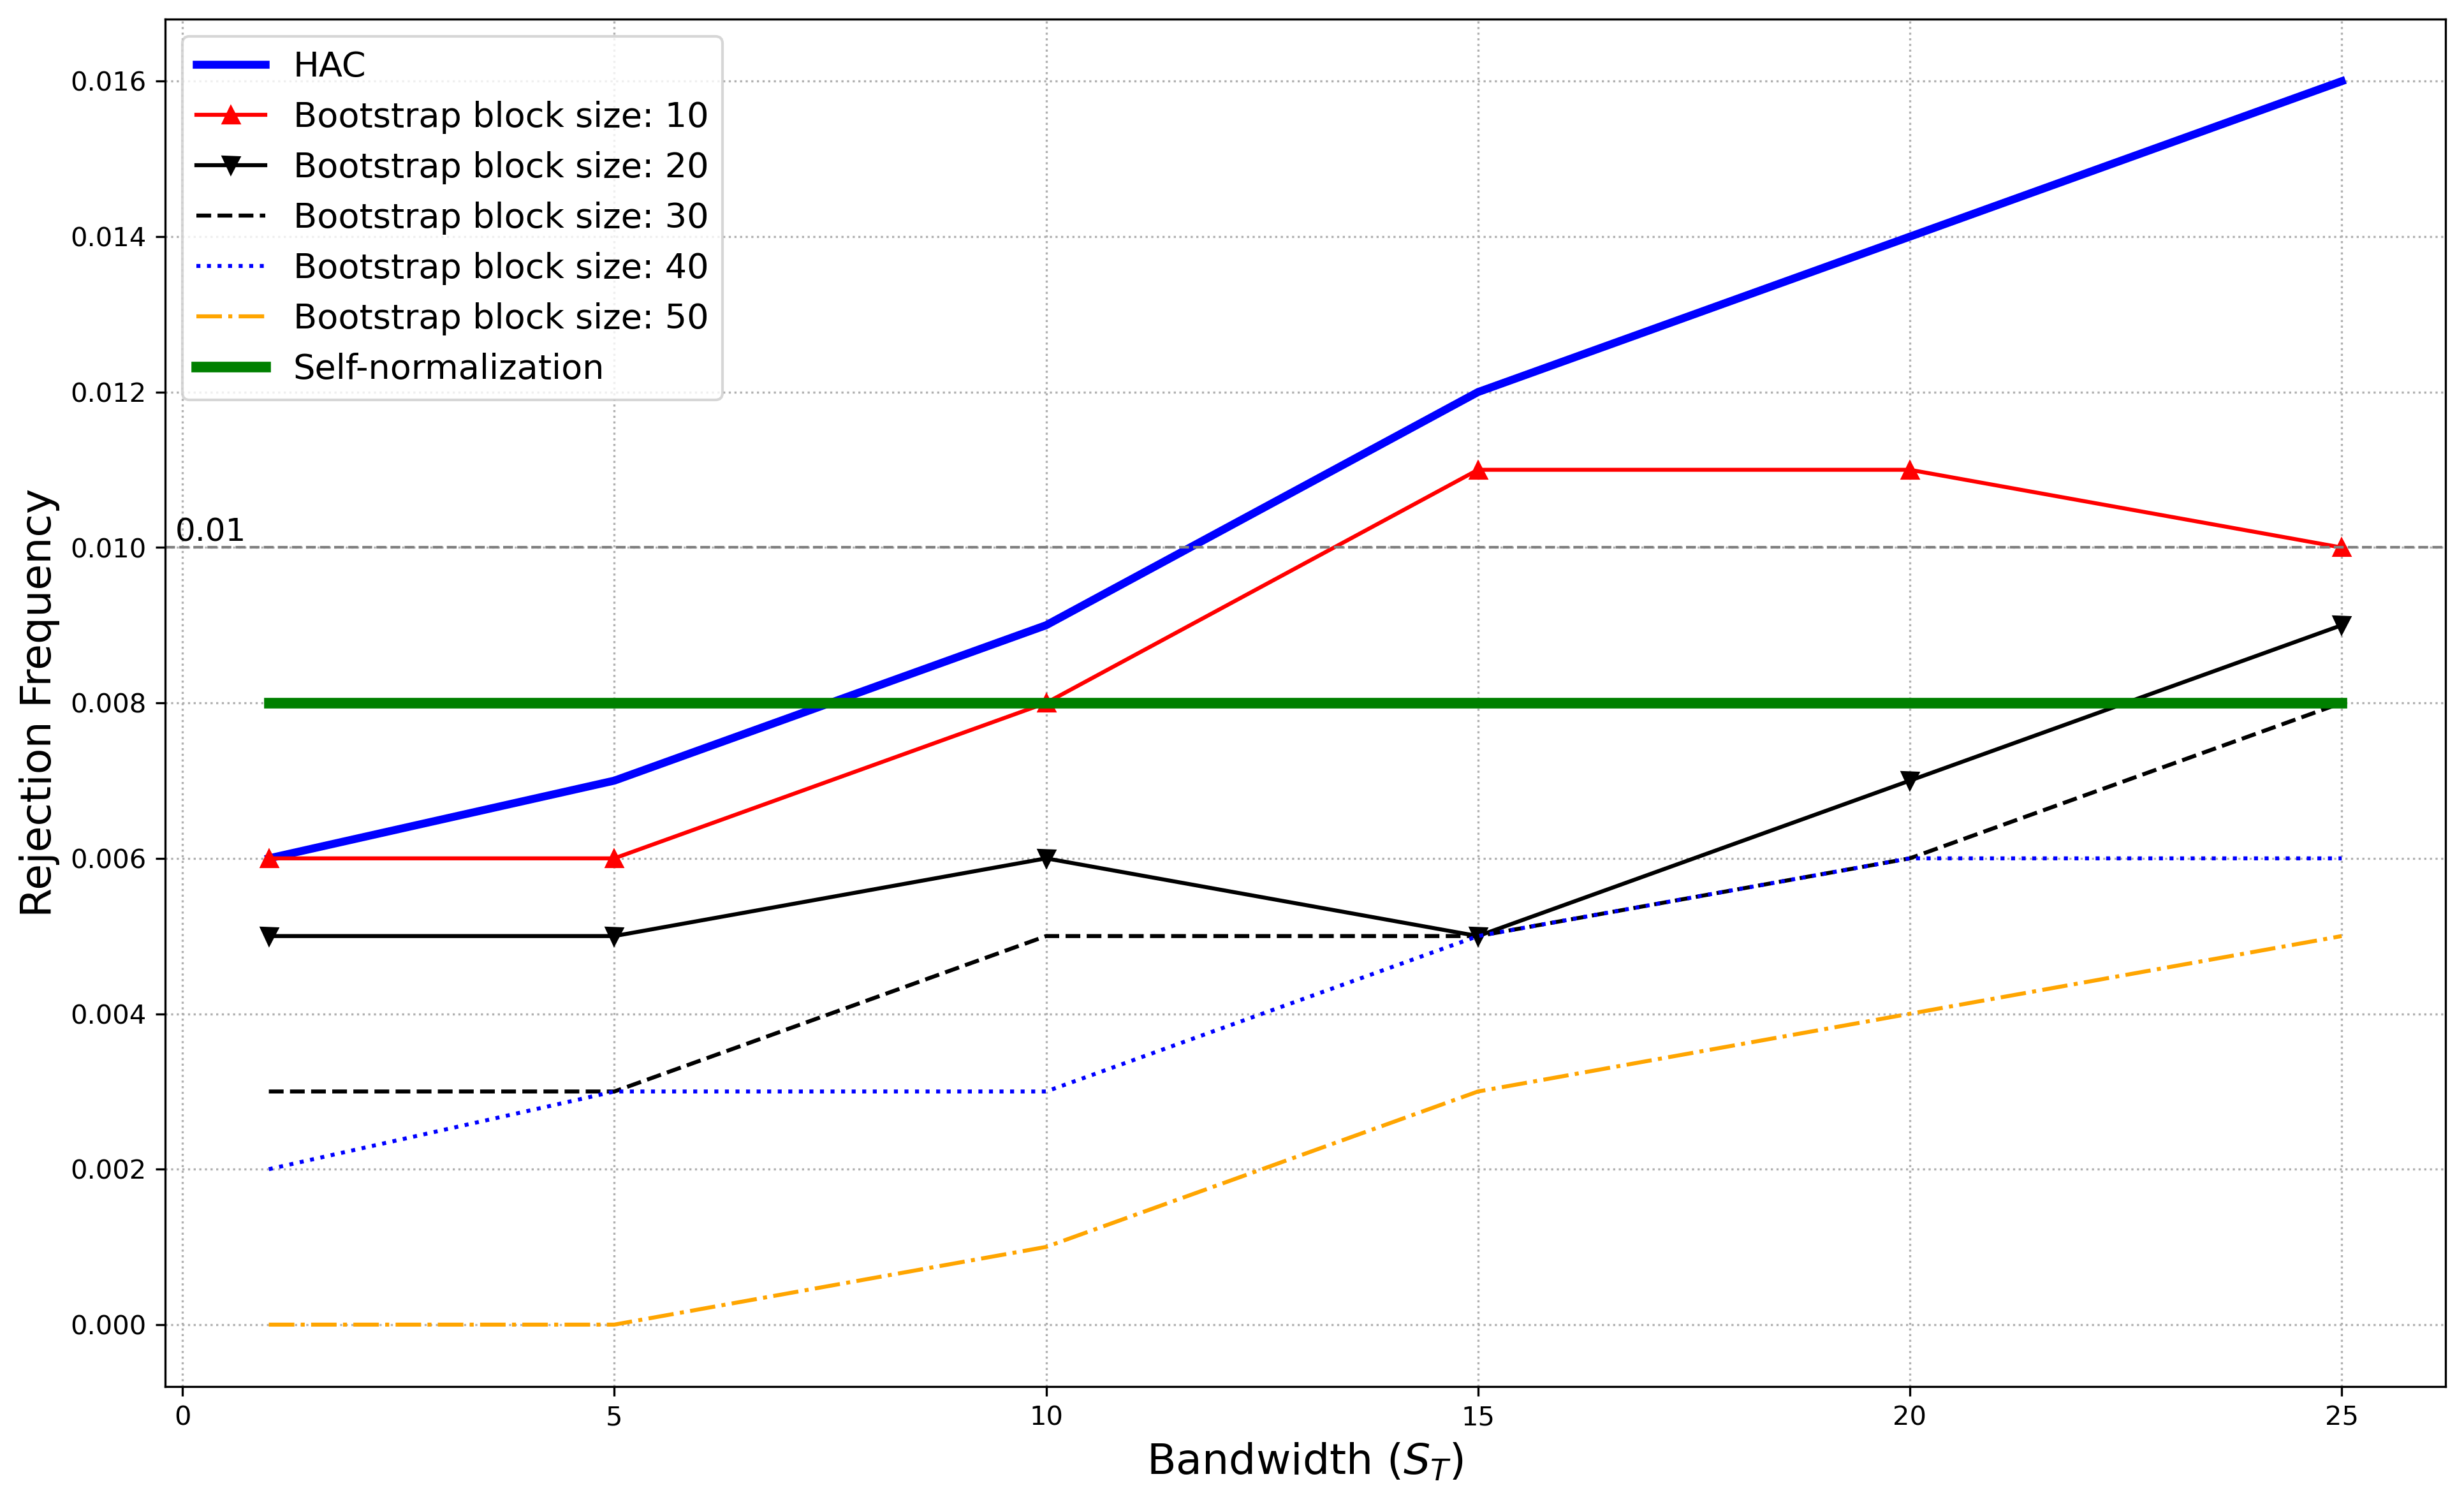 HAC
Bootstrap block size: 10
Bootstrap block size: 20
Bootstrap block size: 30
Bootstrap block size: 40
Bootstrap block size: 50
Self-normalization
0.01
Rejection Frequency
0.016
0.014
0.012
0.010
0.008
0.006
0.004
0.002
0.000
0 5 10 15 20 25
Bandwidth (S_T)